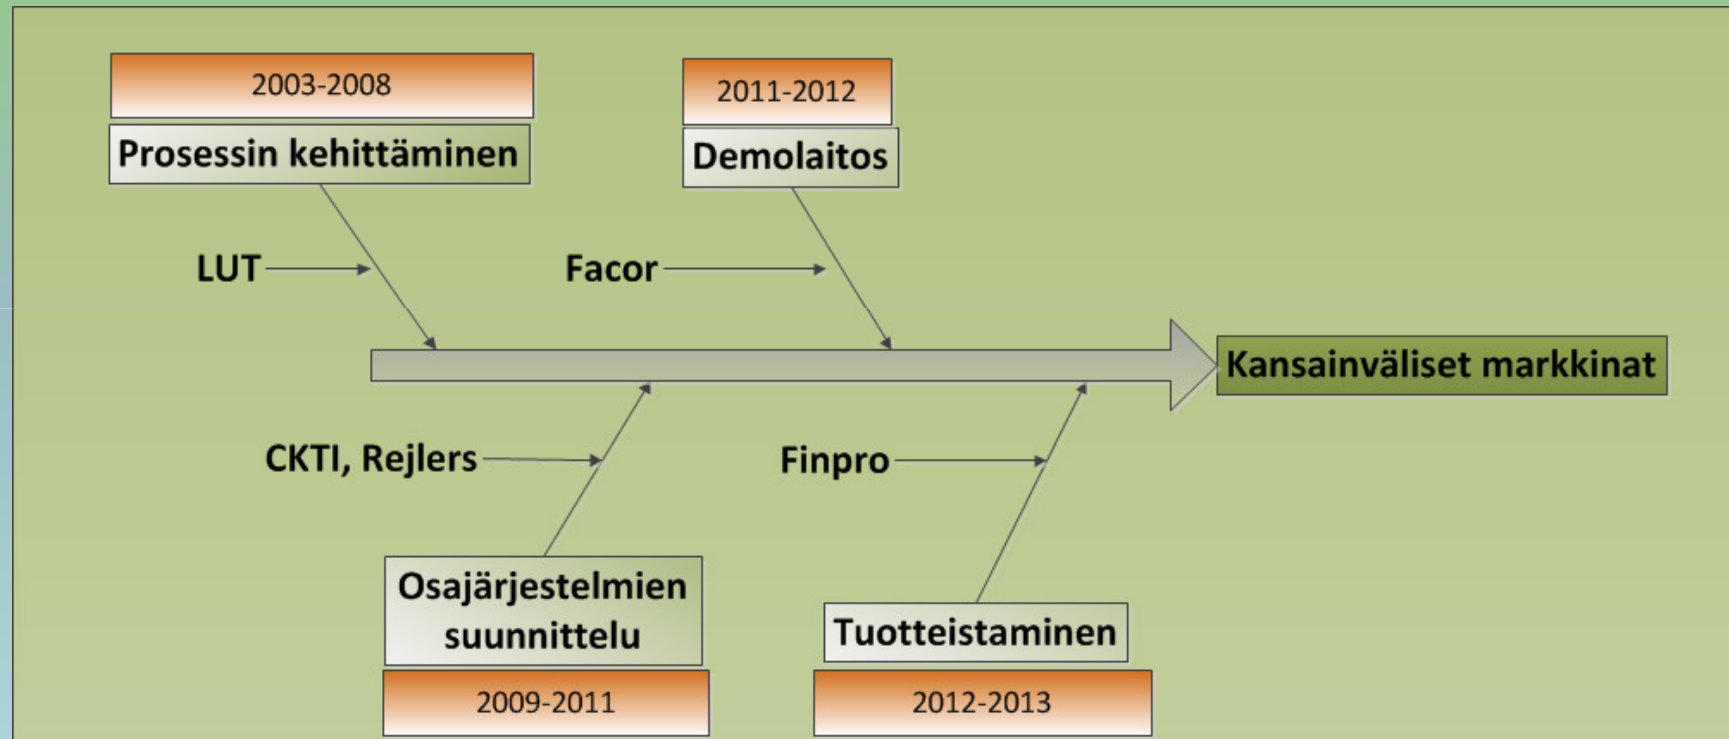 2003-2008
Prosessin kehittäminen
2011-2012
Demolaitos
LUT
Facor
Kansainväliset markkinat
CKTI, Rejlers
Finpro
Osajärjestelmien
suunnittelu
2009-2011
Tuotteistaminen
2012-2013